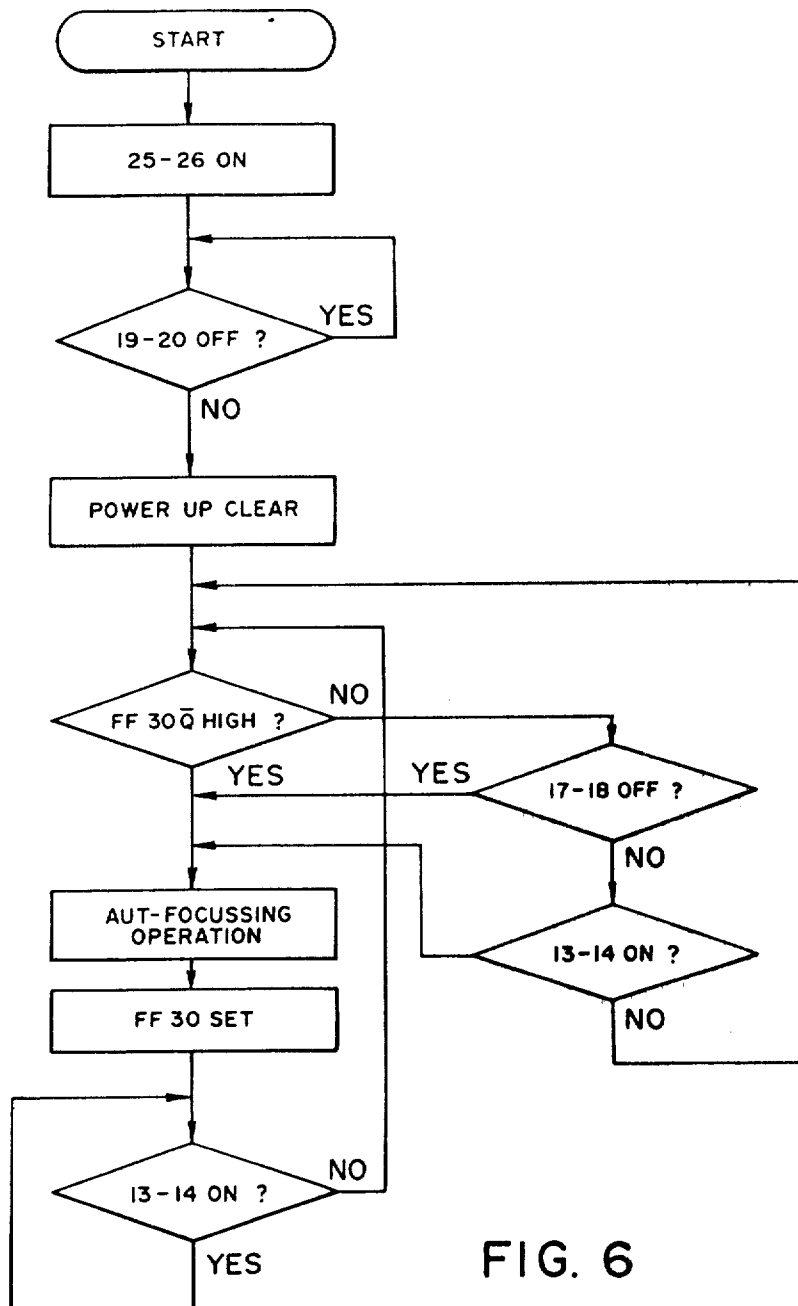 START
25-26 ON
19-20 OFF ?
YES
NO
POWER UP CLEAR
FF 30 Q̅ HIGH ?
NO
YES
YES
17-18 OFF ?
NO
AUT-FOCUSSING
OPERATION
13-14 ON ?
NO
FF 30 SET
13-14 ON ?
NO
YES
FIG. 6